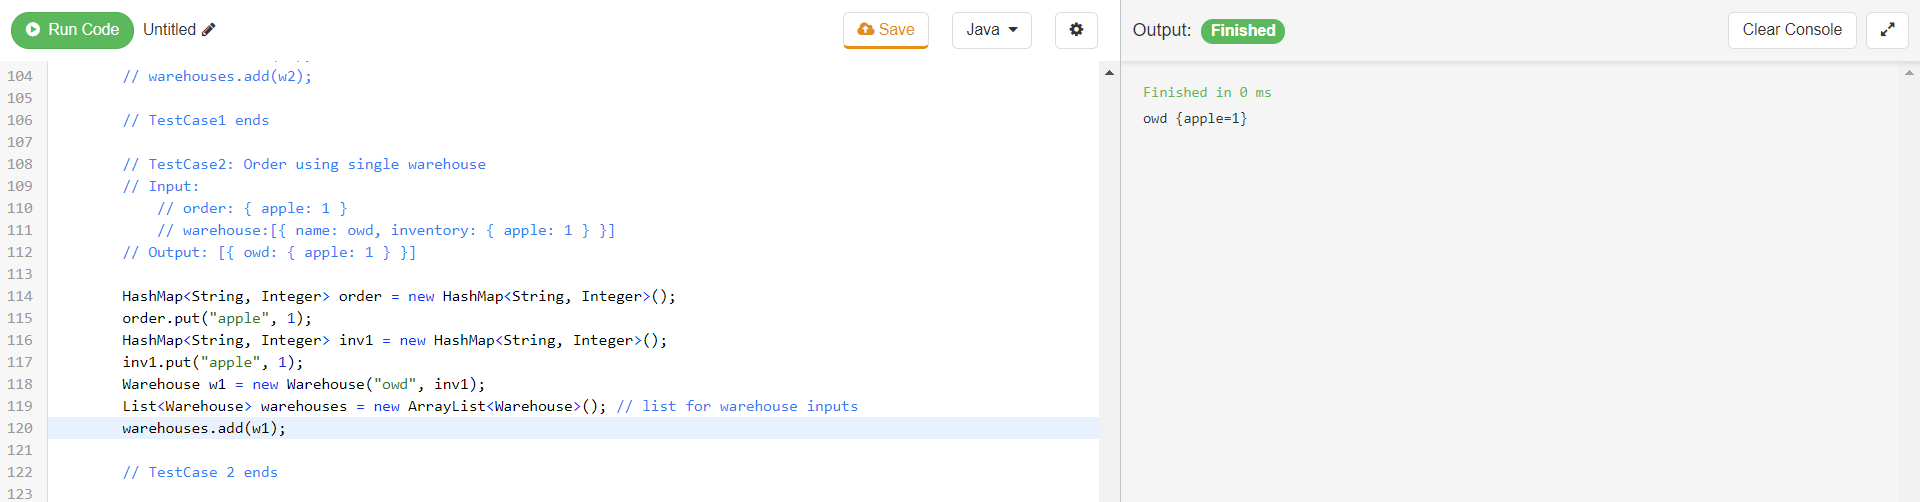 Run Code Untitled Save Java Output: Finished Clear Console
104 // warehouses.add(w2);
105
106 // TestCase1 ends
107
108 // TestCase2: Order using single warehouse
109 // Input:
110 // order: { apple: 1 }
111 // warehouse:[{ name: owd, inventory: { apple: 1 } }]
112 // Output: [{ owd: { apple: 1 } }]
113
114 HashMap<String, Integer> order = new HashMap<String, Integer>();
115 order.put("apple", 1);
116 HashMap<String, Integer> inv1 = new HashMap<String, Integer>();
117 inv1.put("apple", 1);
118 Warehouse w1 = new Warehouse("owd", inv1);
119 List<Warehouse> warehouses = new ArrayList<Warehouse>(); // list for warehouse inputs
120 warehouses.add(w1);
121
122 // TestCase 2 ends
123
Finished in 0 ms
owd {apple=1}